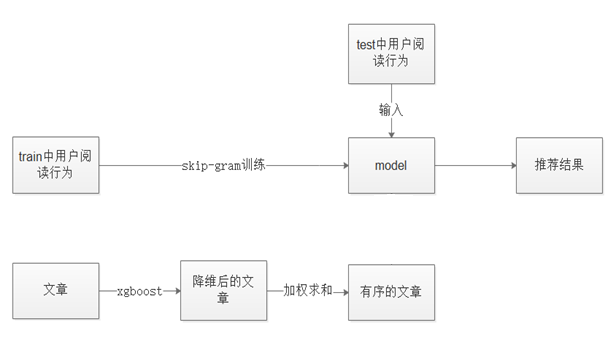 test中用户阅
读行为
输入
train中用户阅
读行为
skip-gram训练
model
推荐结果
文章
xgboost
降维后的文
章
加权求和
有序的文章